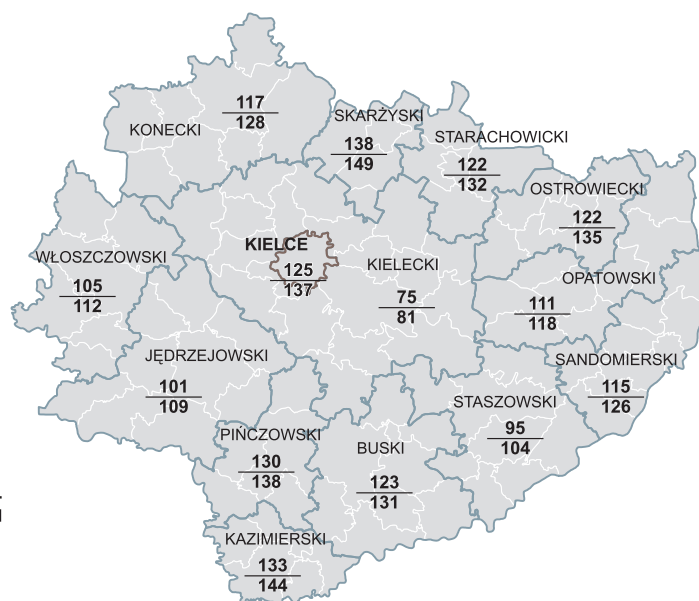 KONECKI
117
128
SKARŻYSKI
138
149
STARACHOWICKI
122
132
OSTROWIECKI
122
135
WŁOSZCZOWSKI
105
112
KIELCE
125
137
KIELECKI
75
81
OPATOWSKI
111
118
JĘDRZEJOWSKI
101
109
SANDOMIERSKI
115
126
STASZOWSKI
95
104
PIŃCZOWSKI
130
138
BUSKI
123
131
KAZIMIERSKI
133
144